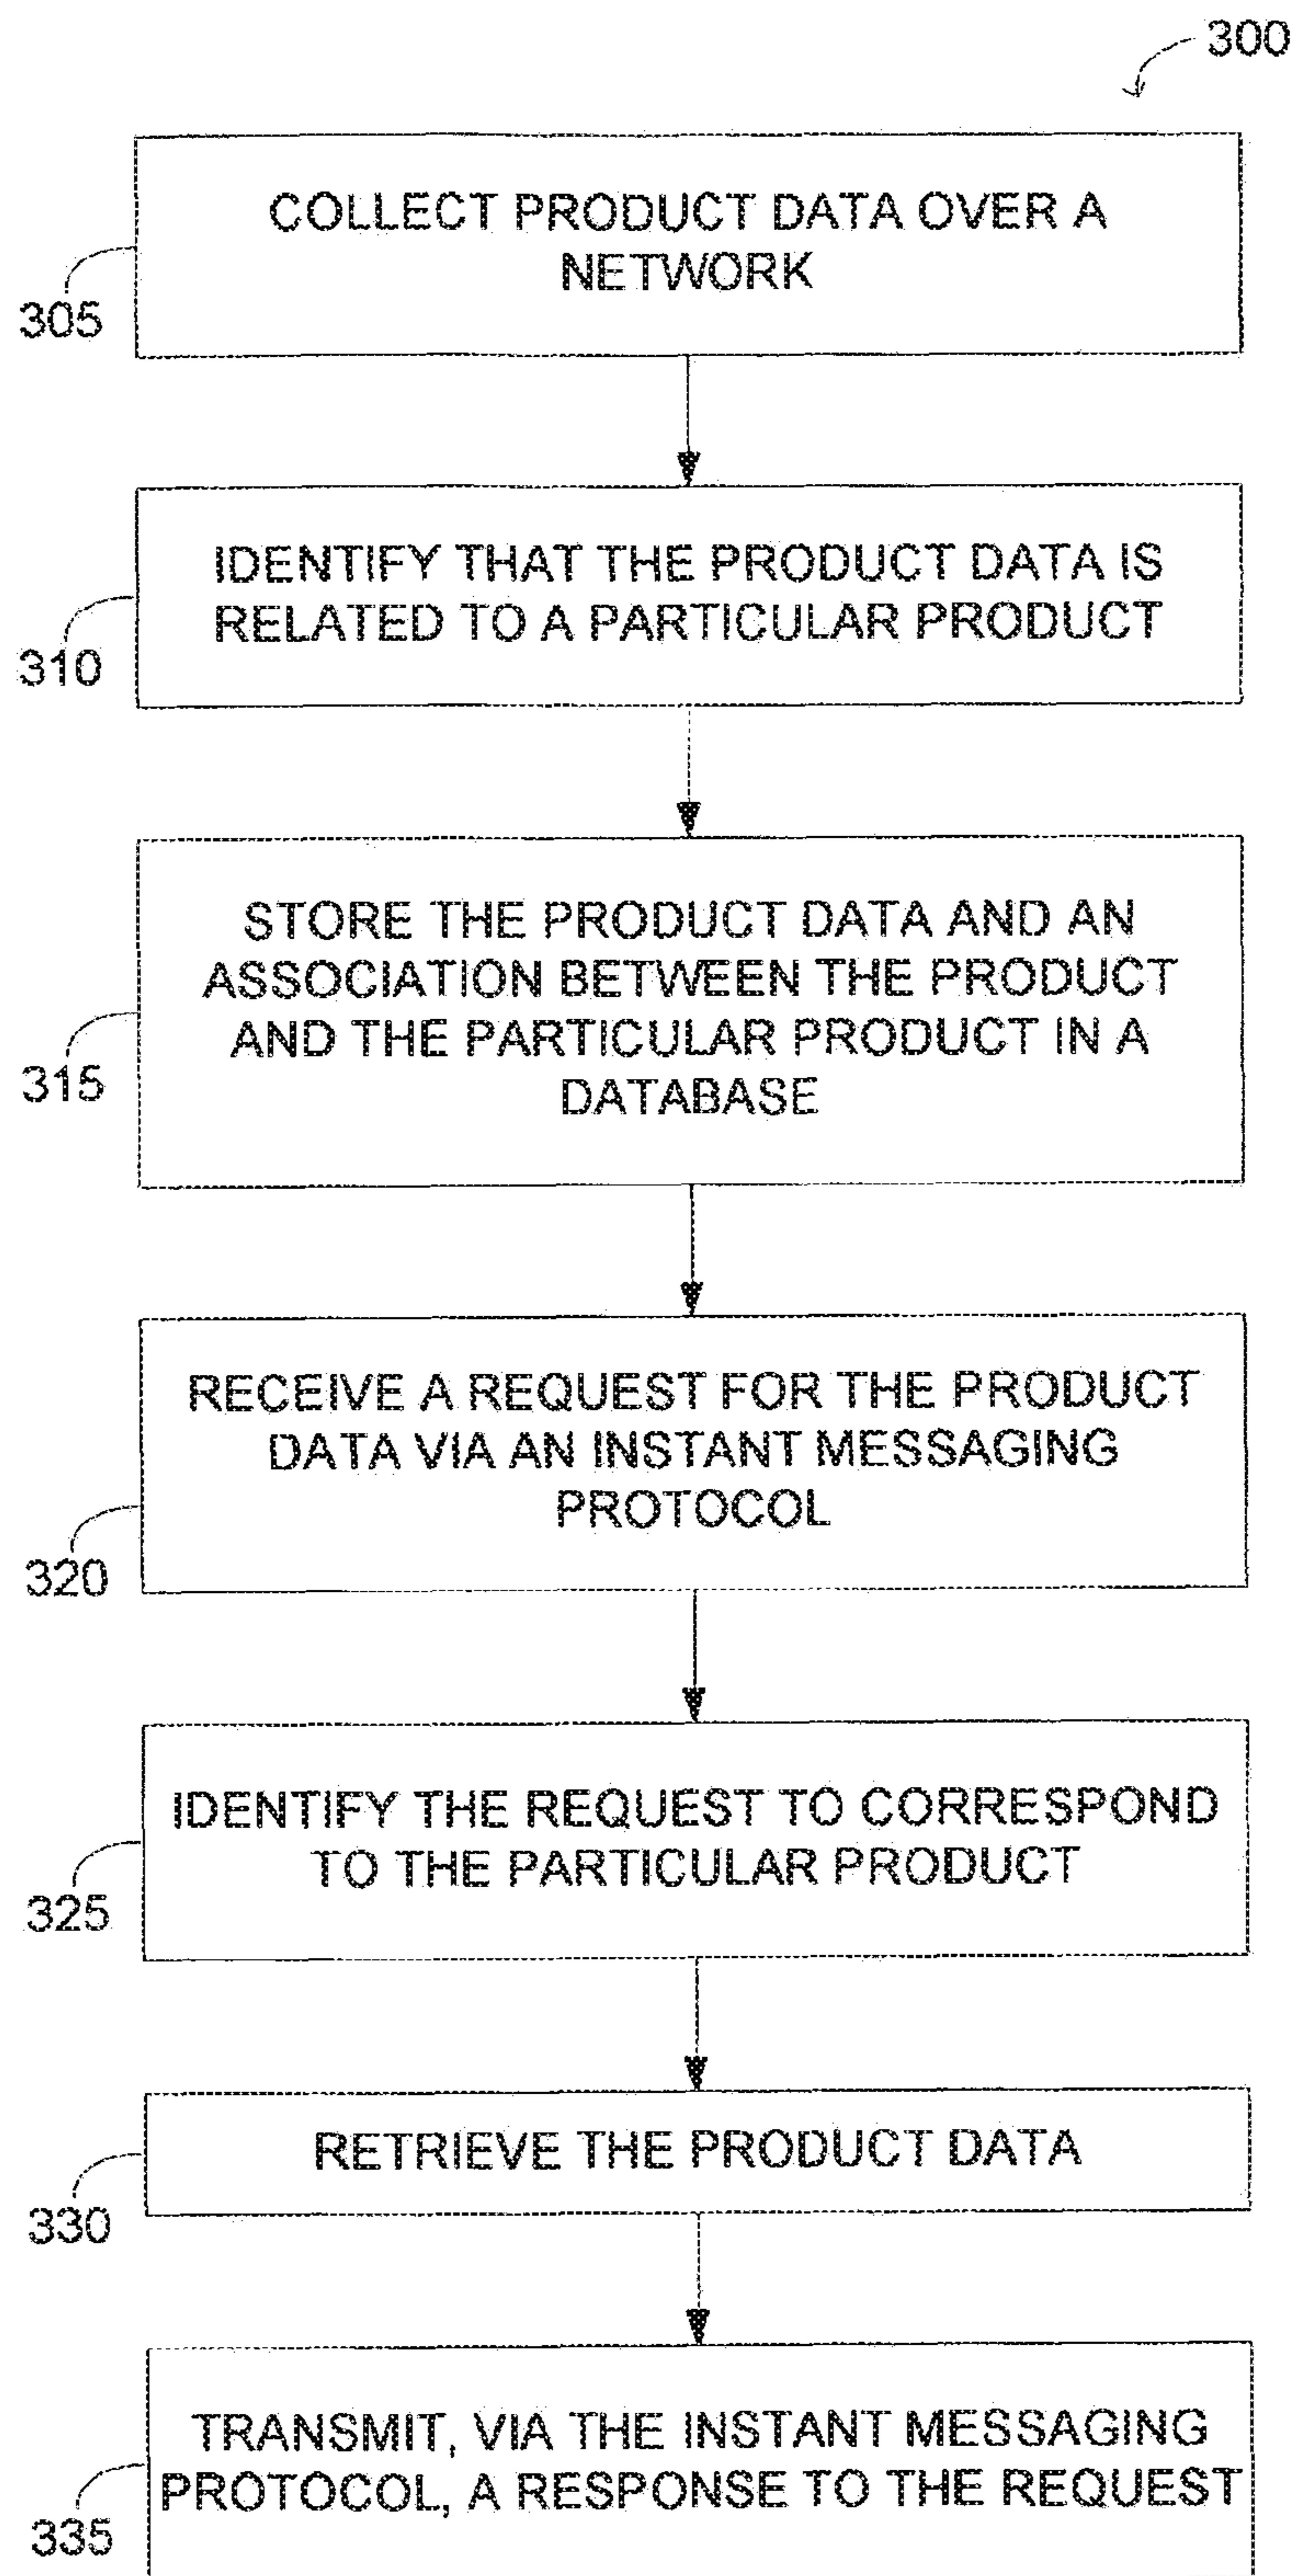 300
COLLECT PRODUCT DATA OVER A
NETWORK
305
IDENTIFY THAT THE PRODUCT DATA IS
RELATED TO A PARTICULAR PRODUCT
310
STORE THE PRODUCT DATA AND AN
ASSOCIATION BETWEEN THE PRODUCT
AND THE PARTICULAR PRODUCT IN A
DATABASE
315
RECEIVE A REQUEST FOR THE PRODUCT
DATA VIA AN INSTANT MESSAGING
PROTOCOL
320
IDENTIFY THE REQUEST TO CORRESPOND
TO THE PARTICULAR PRODUCT
325
RETRIEVE THE PRODUCT DATA
330
TRANSMIT, VIA THE INSTANT MESSAGING
PROTOCOL, A RESPONSE TO THE REQUEST
335